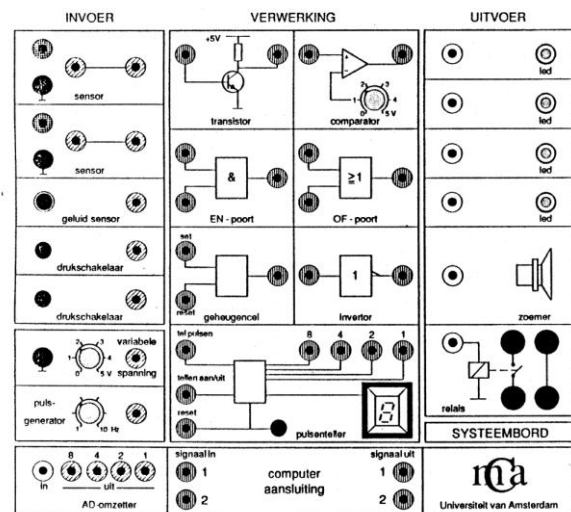 INVOER
VERWERKING
UITVOER
sensor
sensor
geluid sensor
drukschakelaar
drukschakelaar
0 1 2 3 4 5 V
variabele
spanning
puls-
generator
1 10 Hz
+5V
transistor
+
-
0 1 2 3 4 5 V
comparator
&
EN - poort
≥1
OF - poort
set
reset
geheugencel
1
invertor
tel pulsen
8 4 2 1
tellen aan/uit
reset
8
pulsenteller
led
led
led
led
zoemer
relais
SYSTEEMBORD
in
8 4 2 1
uit
AD-omzetter
signaal in
1
2
computer
aansluiting
signaal uit
1
2
mca
Universiteit van Amsterdam